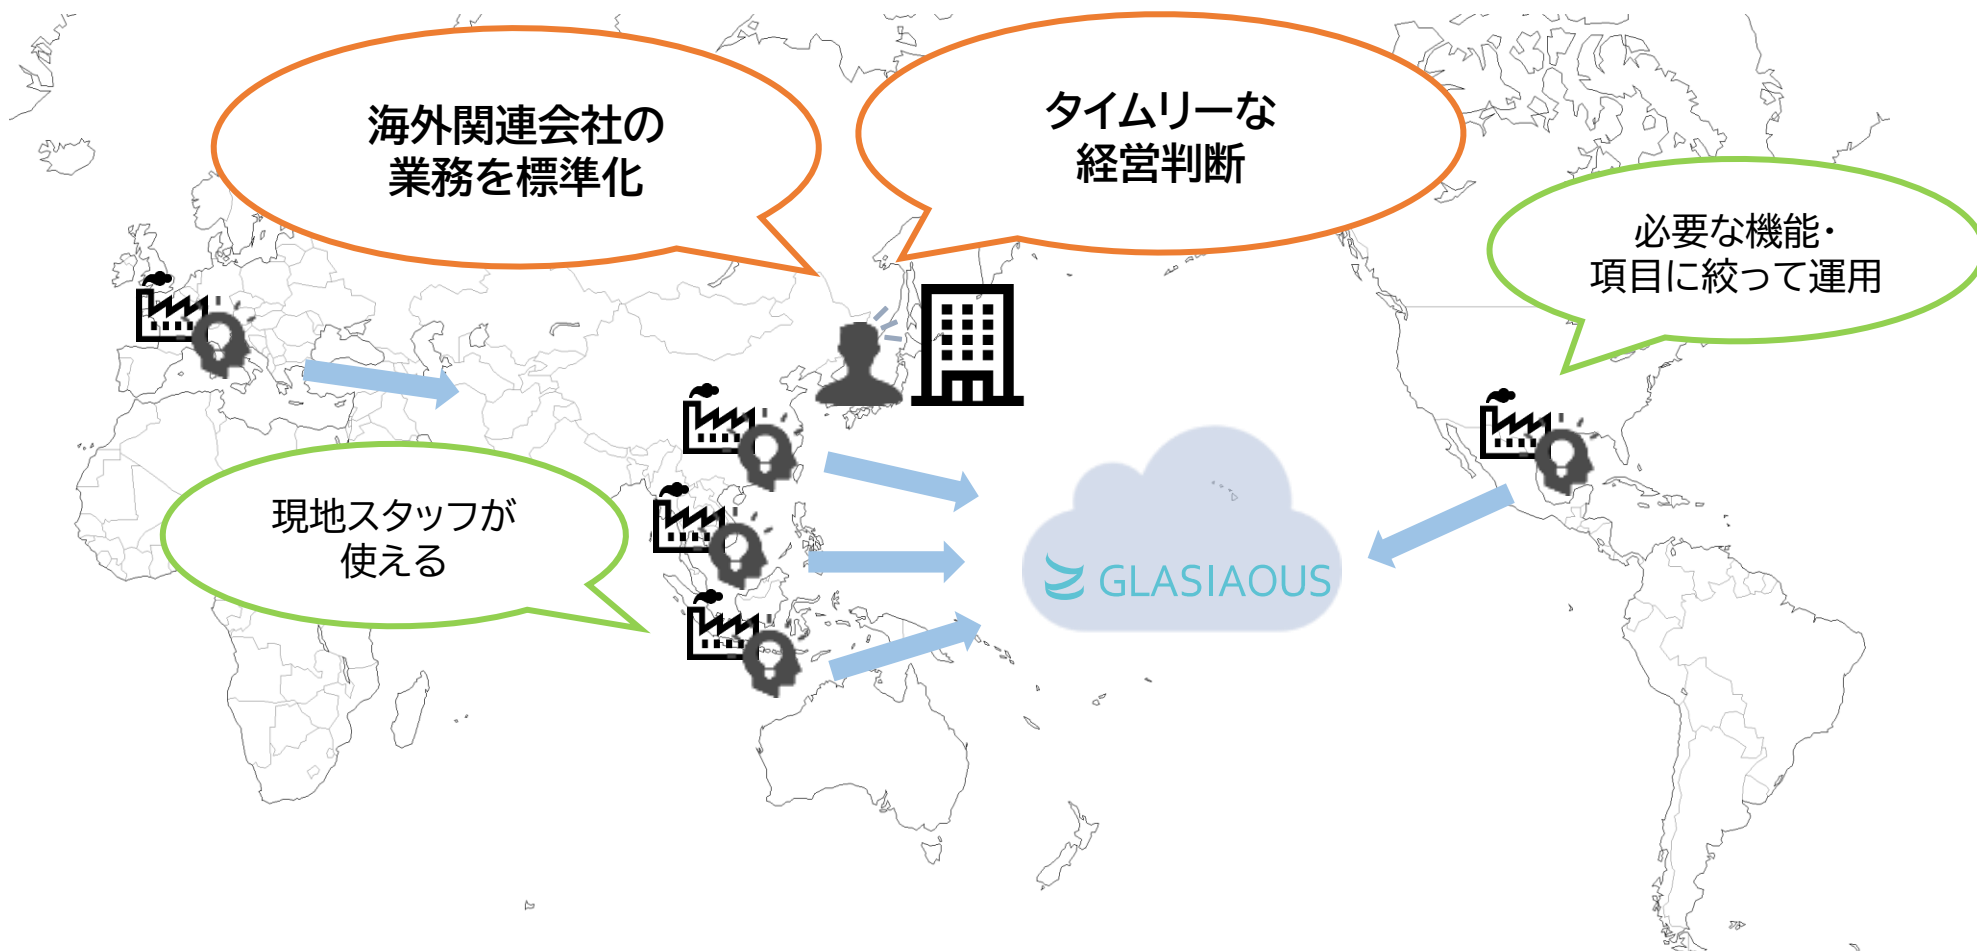 海外関連会社の
業務を標準化
タイムリーな
経営判断
必要な機能・
項目に絞って運用
現地スタッフが
使える
GLASIAOUS